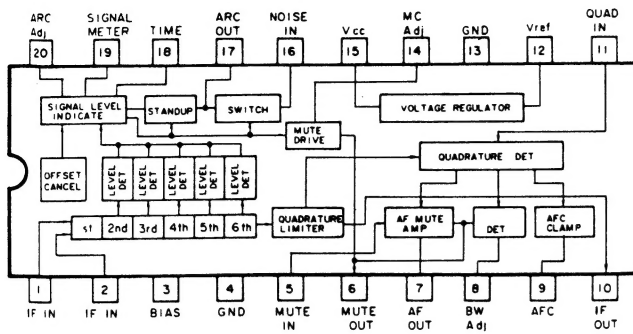 ARC Adj
SIGNAL METER
TIME
ARC OUT
NOISE IN
Vcc
MC Adj
GND
Vref
QUAD IN
20
19
18
17
16
15
14
13
12
11
SIGNAL LEVEL INDICATE
STANDUP
SWITCH
VOLTAGE REGULATOR
MUTE DRIVE
OFFSET CANCEL
LEVEL DET
LEVEL DET
LEVEL DET
LEVEL DET
LEVEL DET
QUADRATURE DET
st
2nd
3rd
4th
5th
6th
QUADRATURE LIMITER
AF MUTE AMP
DET
AFC CLAMP
1
2
3
4
5
6
7
8
9
10
IF IN
IF IN
BIAS
GND
MUTE IN
MUTE OUT
AF OUT
BW Adj
AFC
IF OUT